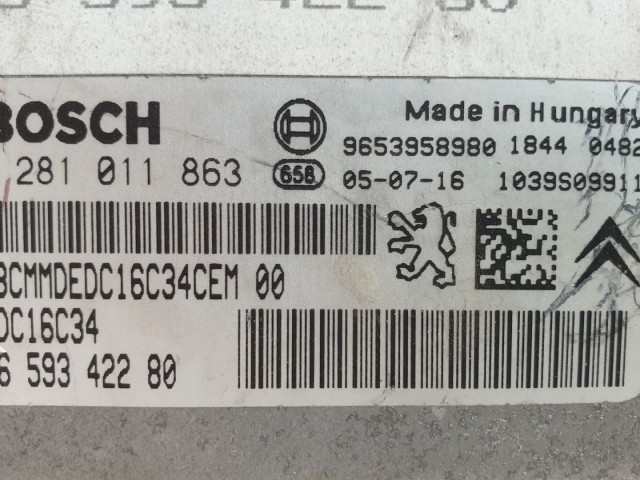 BOSCH
Made in Hungary
9653958980 1844 0482
281 011 863
656
05-07-16 1039S09911
BCMMDEDC16C34CEM 00
DC16C34
6 593 422 80